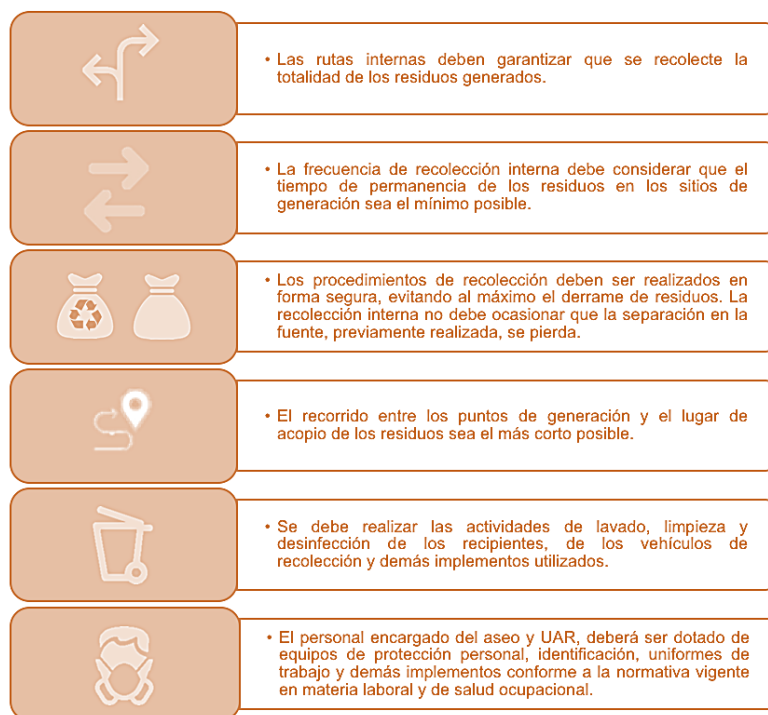 • Las rutas internas deben garantizar que se recolecte la
totalidad de los residuos generados.
• La frecuencia de recolección interna debe considerar que el
tiempo de permanencia de los residuos en los sitios de
generación sea el mínimo posible.
• Los procedimientos de recolección deben ser realizados en
forma segura, evitando al máximo el derrame de residuos. La
recolección interna no debe ocasionar que la separación en la
fuente, previamente realizada, se pierda.
• El recorrido entre los puntos de generación y el lugar de
acopio de los residuos sea el más corto posible.
• Se debe realizar las actividades de lavado, limpieza y
desinfección de los recipientes, de los vehículos de
recolección y demás implementos utilizados.
• El personal encargado del aseo y UAR, deberá ser dotado de
equipos de protección personal, identificación, uniformes de
trabajo y demás implementos conforme a la normativa vigente
en materia laboral y de salud ocupacional.